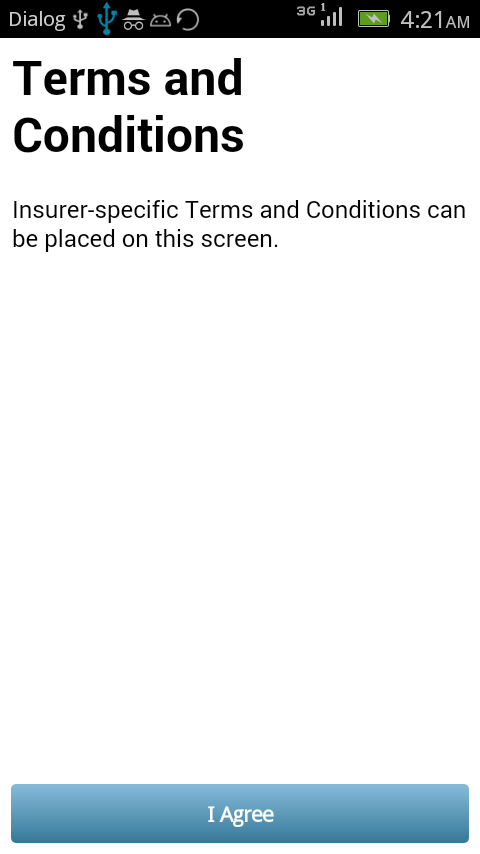 Dialog 3G 1 4:21AM
Terms and
Conditions
Insurer-specific Terms and Conditions can
be placed on this screen.
I Agree